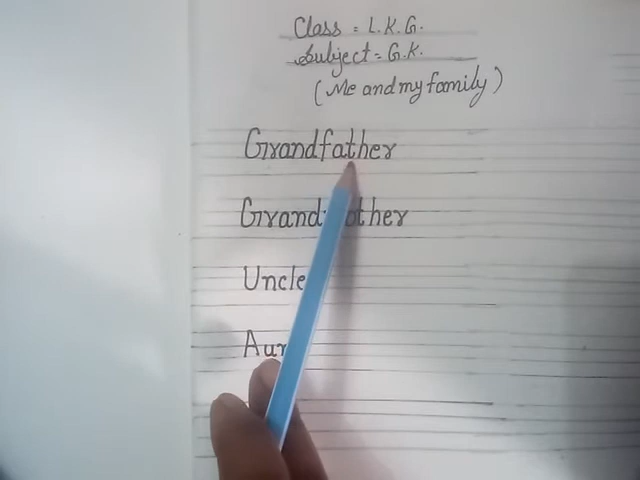 Class = L.K.G.
Subject = G.K.
(Me and my family)
Grandfather
Uncle